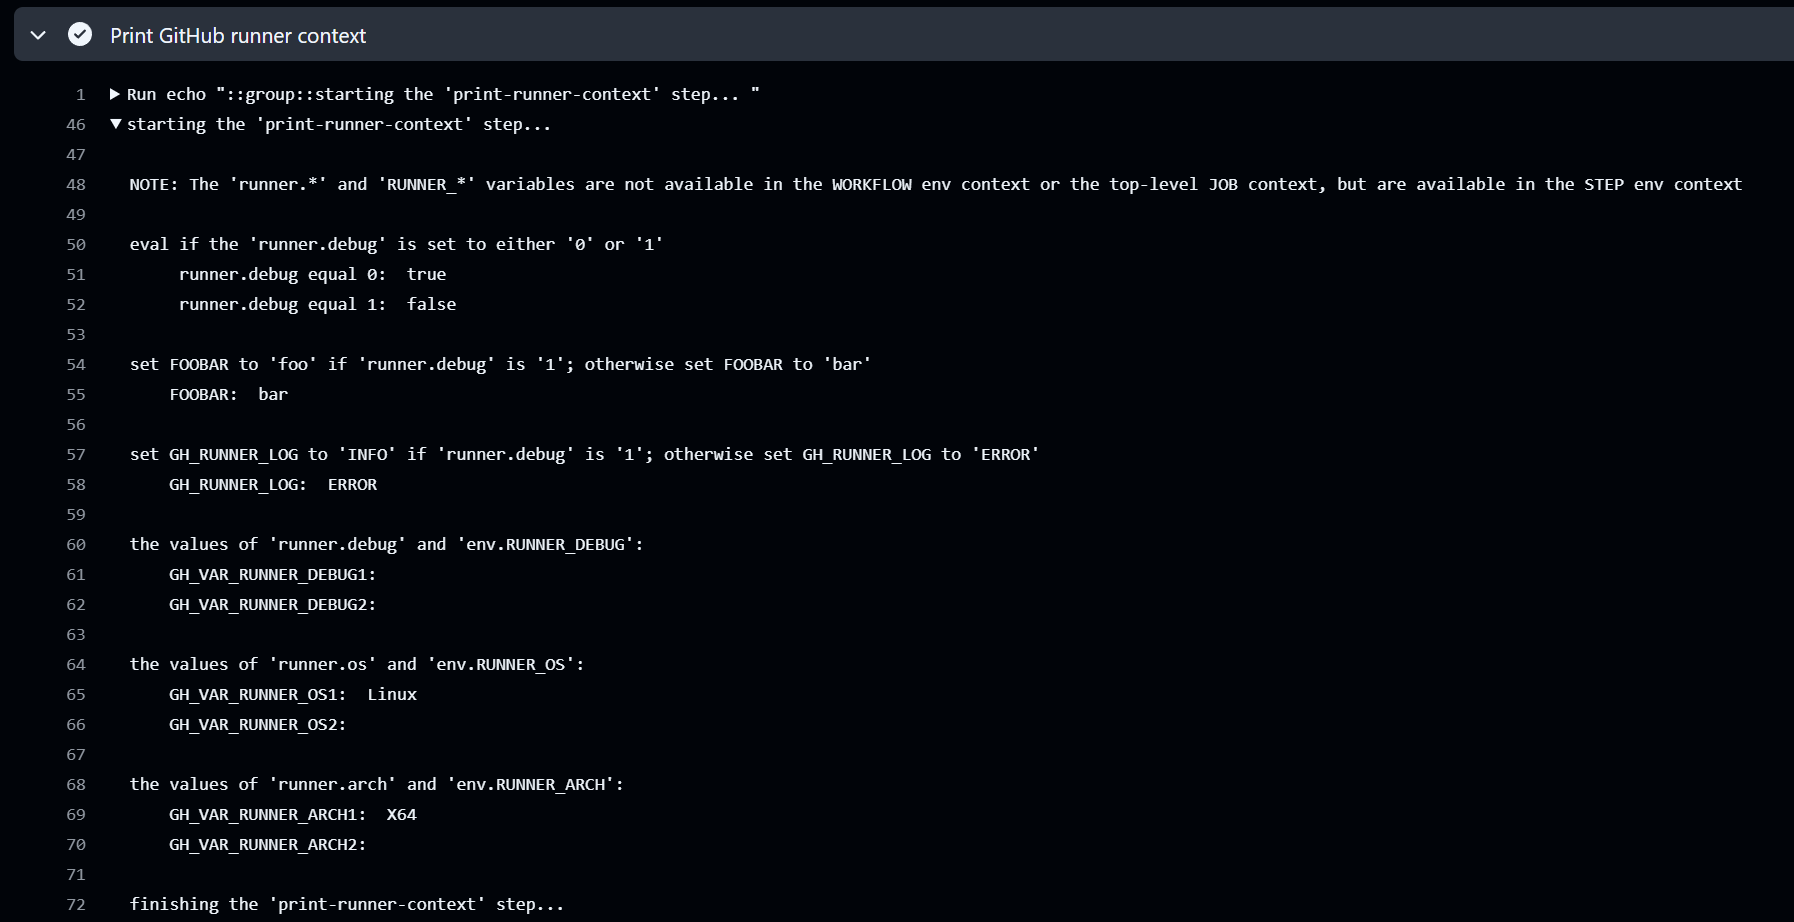 Print GitHub runner context
1 Run echo "::group::starting the 'print-runner-context' step... "
46 starting the 'print-runner-context' step...
47
48 NOTE: The 'runner.*' and 'RUNNER_*' variables are not available in the WORKFLOW env context or the top-level JOB context, but are available in the STEP env context
49
50 eval if the 'runner.debug' is set to either '0' or '1'
51 runner.debug equal 0:  true
52 runner.debug equal 1:  false
53
54 set FOOBAR to 'foo' if 'runner.debug' is '1'; otherwise set FOOBAR to 'bar'
55 FOOBAR:  bar
56
57 set GH_RUNNER_LOG to 'INFO' if 'runner.debug' is '1'; otherwise set GH_RUNNER_LOG to 'ERROR'
58 GH_RUNNER_LOG:  ERROR
59
60 the values of 'runner.debug' and 'env.RUNNER_DEBUG':
61 GH_VAR_RUNNER_DEBUG1:
62 GH_VAR_RUNNER_DEBUG2:
63
64 the values of 'runner.os' and 'env.RUNNER_OS':
65 GH_VAR_RUNNER_OS1:  Linux
66 GH_VAR_RUNNER_OS2:
67
68 the values of 'runner.arch' and 'env.RUNNER_ARCH':
69 GH_VAR_RUNNER_ARCH1:  X64
70 GH_VAR_RUNNER_ARCH2:
71
72 finishing the 'print-runner-context' step...